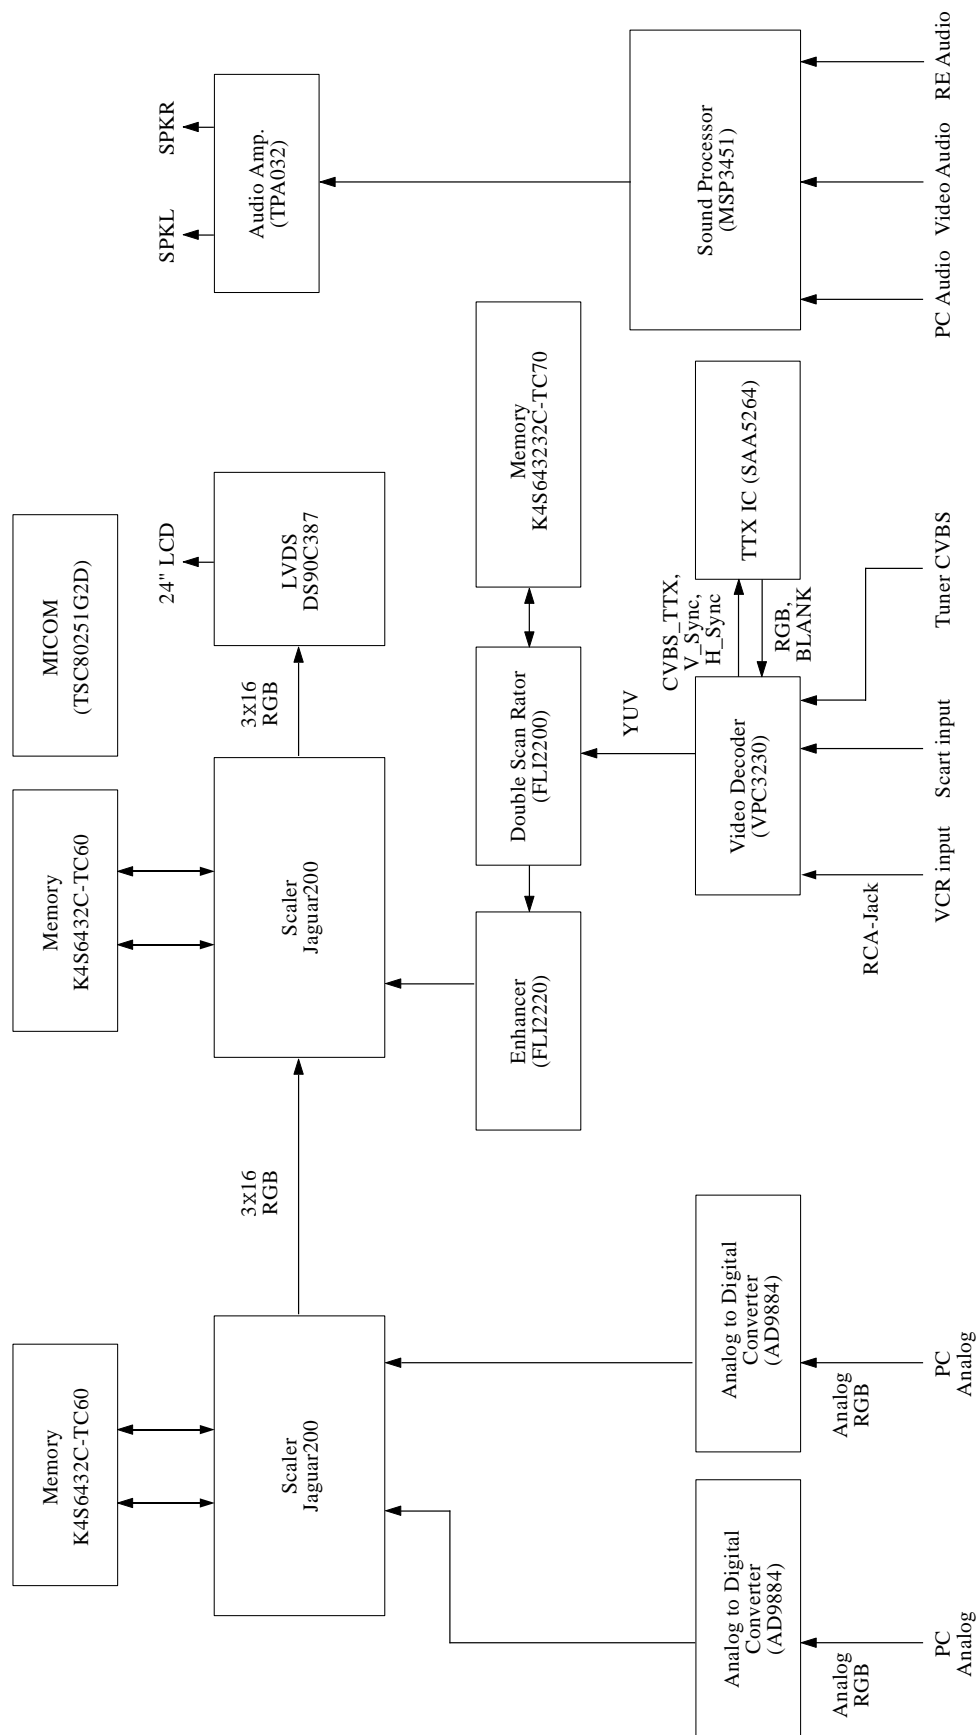 Memory
K4S6432C-TC60
Memory
K4S6432C-TC60
MICOM
(TSC80251G2D)
Scaler
Jaguar200
3x16
RGB
Scaler
Jaguar200
3x16
RGB
LVDS
DS90C387
24" LCD
SPKL
SPKR
Audio Amp.
(TPA032)
Enhancer
(FLI2220)
Double Scan Rator
(FLI2200)
Memory
K4S643232C-TC70
YUV
CVBS_TTX,
V_Sync,
H_Sync
RGB,
BLANK
Analog to Digital
Converter
(AD9884)
Analog to Digital
Converter
(AD9884)
Video Decoder
(VPC3230)
TTX IC (SAA5264)
Sound Processor
(MSP3451)
Analog
RGB
Analog
RGB
RCA-Jack
PC
Analog
PC
Analog
VCR input
Scart input
Tuner CVBS
PC Audio
Video Audio
RE Audio